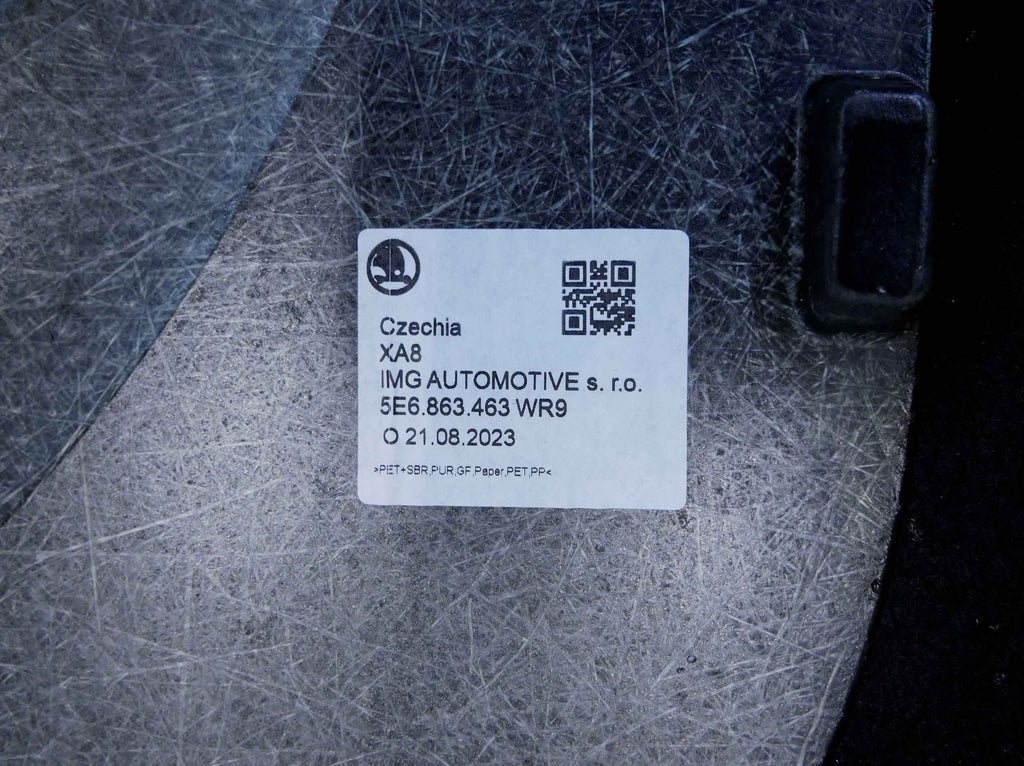 Czechia
XA8
IMG AUTOMOTIVE s. r.o.
5E6.863.463 WR9
O 21.08.2023
>PET+SBR,PUR,GF,Paper,PET,PP<